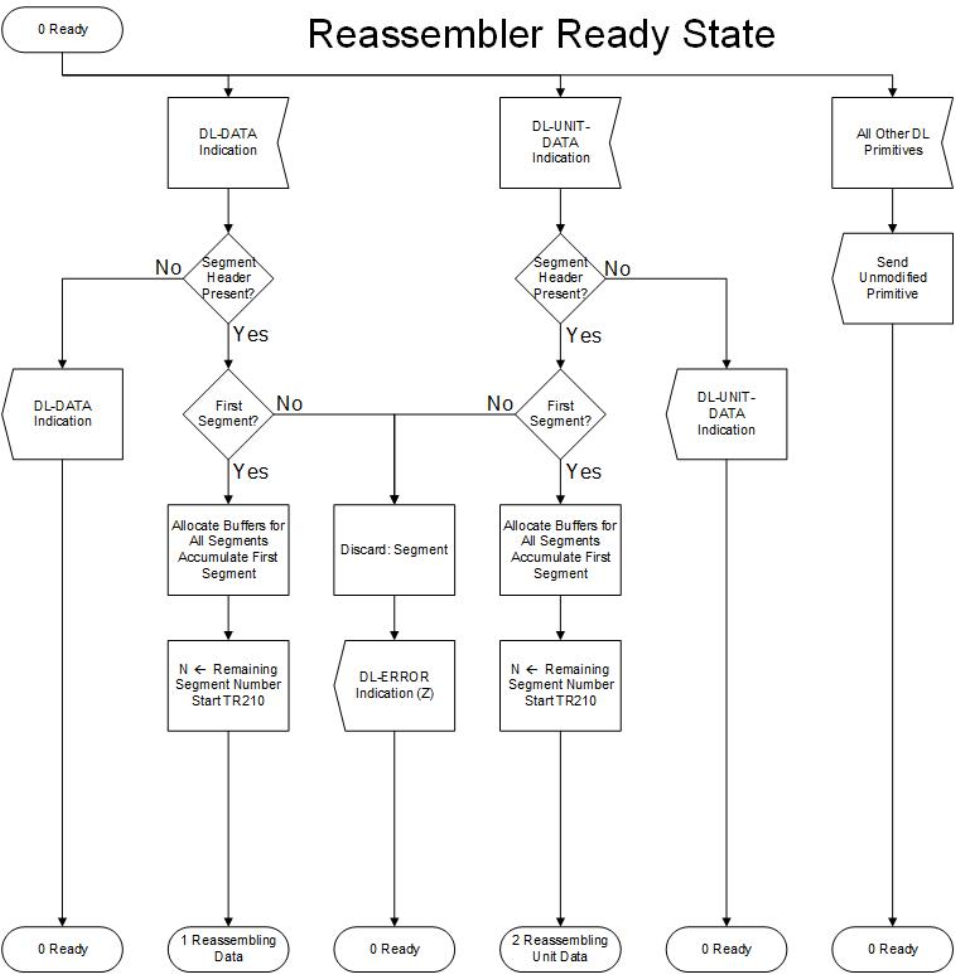 0 Ready
Reassembler Ready State
DL-DATA
Indication
DL-UNIT-
DATA
Indication
All Other DL
Primitives
No
Segment
Header
Present?
Yes
Segment
Header
Present?
No
Yes
Send
Unmodified
Primitive
DL-DATA
Indication
First
Segment?
No
Yes
No
First
Segment?
Yes
DL-UNIT-
DATA
Indication
Allocate Buffers for
All Segments
Accumulate First
Segment
Discard: Segment
Allocate Buffers for
All Segments
Accumulate First
Segment
N ← Remaining
Segment Number
Start TR210
DL-ERROR
Indication (Z)
N ← Remaining
Segment Number
Start TR210
0 Ready
1 Reassembling
Data
0 Ready
2 Reassembling
Unit Data
0 Ready
0 Ready